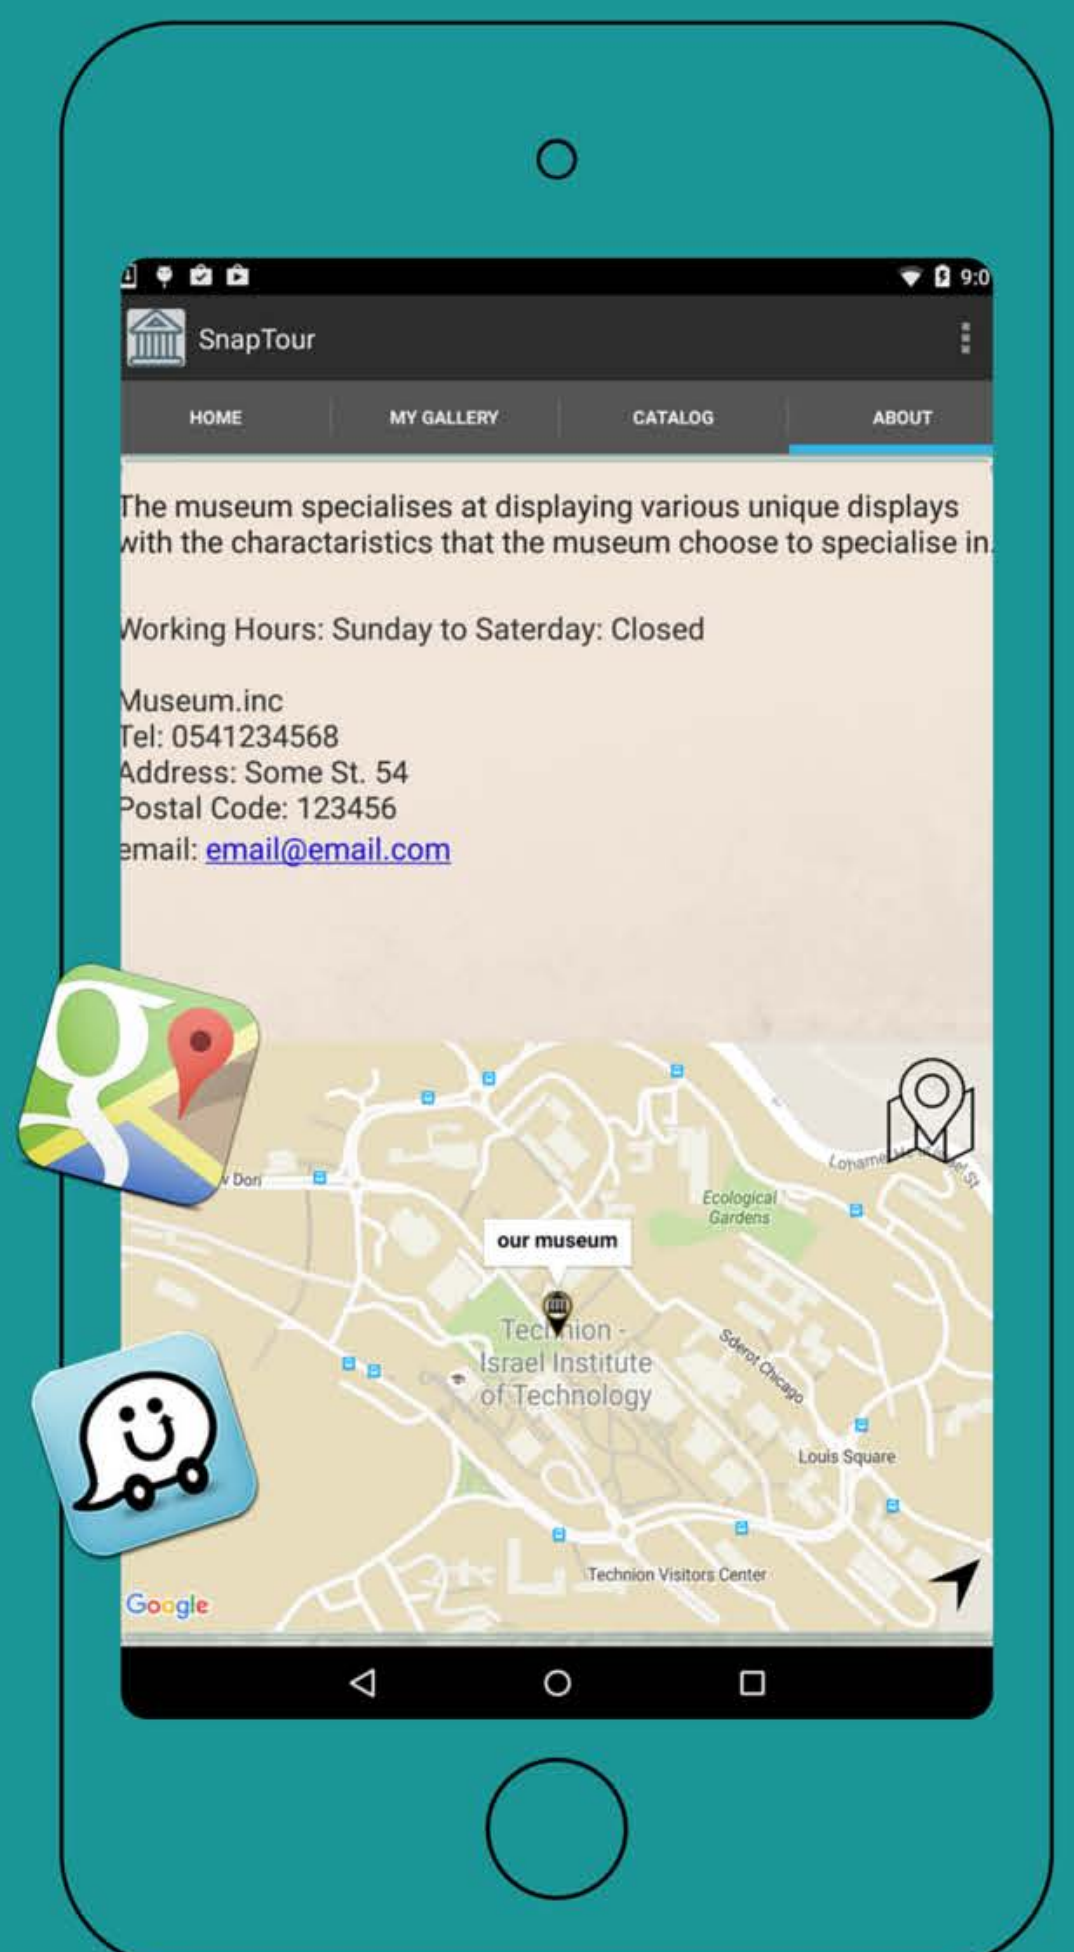 9:0
SnapTour
HOME
MY GALLERY
CATALOG
ABOUT
The museum specialises at displaying various unique displays
with the charactaristics that the museum choose to specialise in.
Working Hours: Sunday to Saterday: Closed
Museum.inc
Tel: 0541234568
Address: Some St. 54
Postal Code: 123456
email: email@email.com
Dori
Ecological
Gardens
our museum
Technion -
Israel Institute
of Technology
Sderot Chicago
Louis Square
Technion Visitors Center
Google